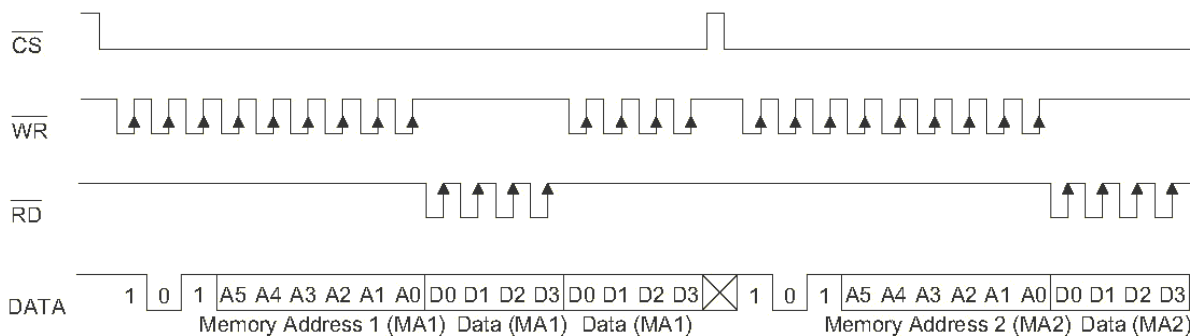 CS
WR
RD
DATA 1 0 1 A5 A4 A3 A2 A1 A0 D0 D1 D2 D3 D0 D1 D2 D3 1 0 1 A5 A4 A3 A2 A1 A0 D0 D1 D2 D3
Memory Address 1 (MA1) Data (MA1) Data (MA1) Memory Address 2 (MA2) Data (MA2)